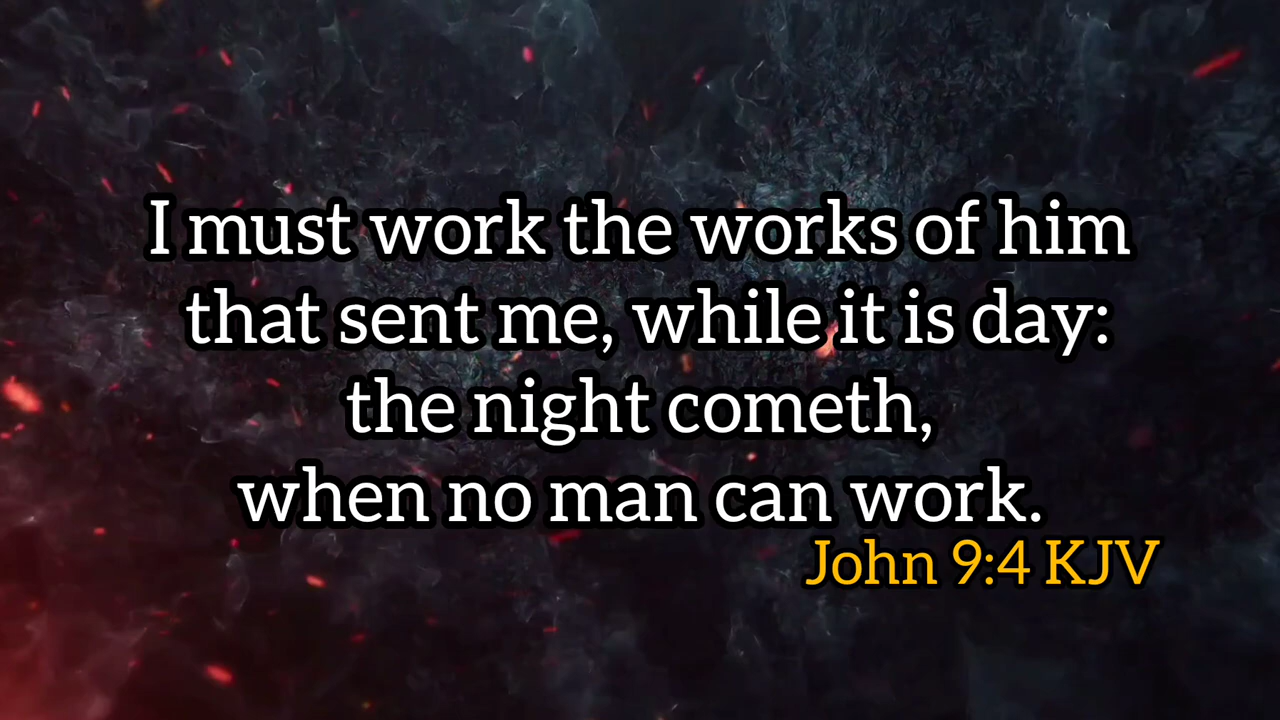 I must work the works of him
that sent me, while it is day:
the night cometh,
when no man can work.
John 9:4 KJV